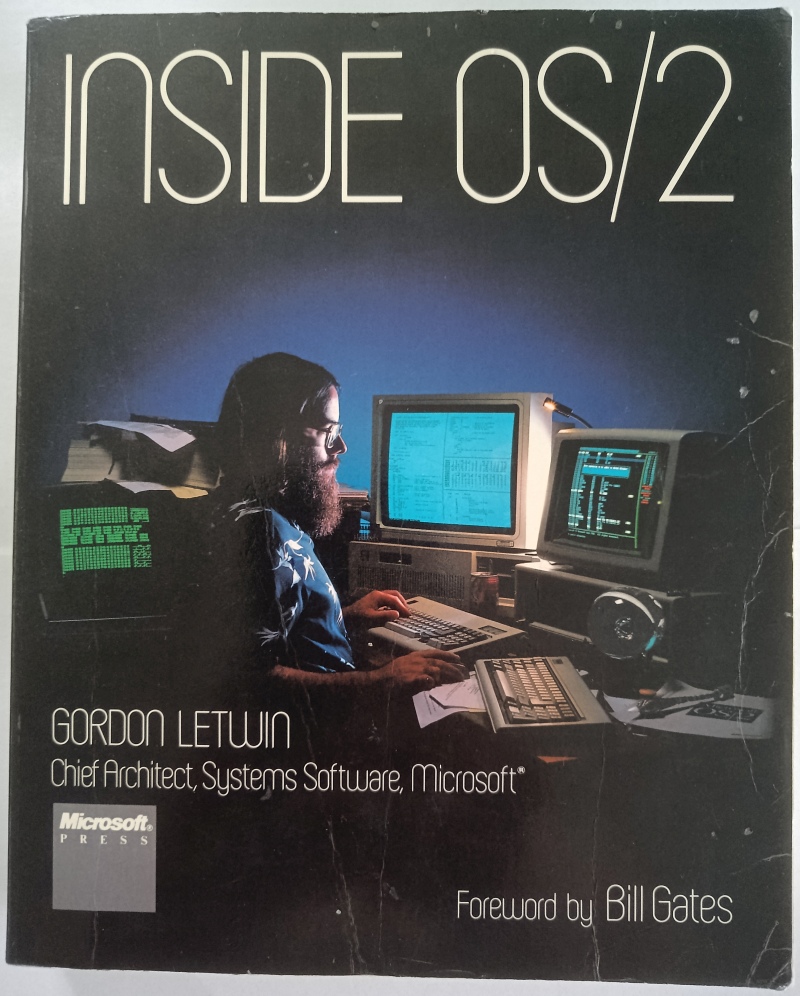 INSIDE OS/2
GORDON LETWIN
Chief Architect, Systems Software, Microsoft®
Microsoft®
PRESS
Foreword by Bill Gates